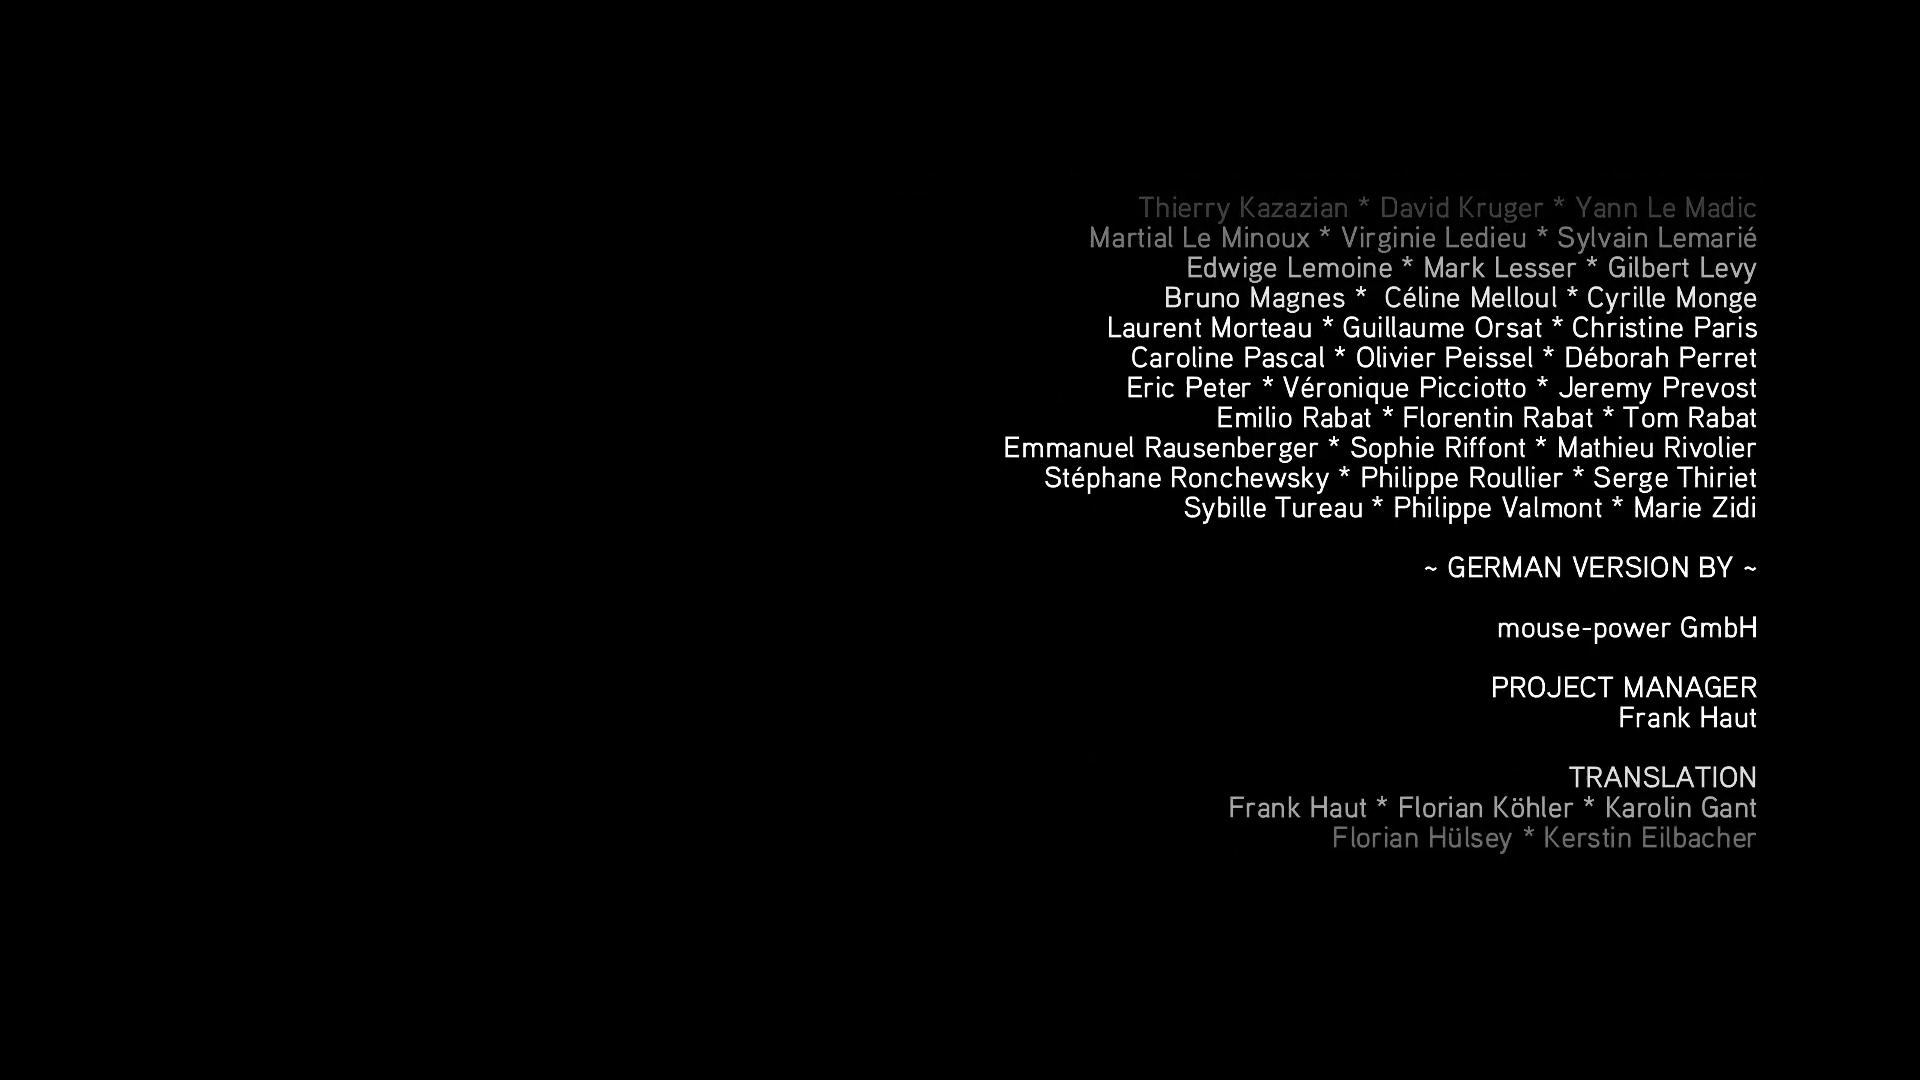 Thierry Kazazian * David Kruger * Yann Le Madic
Martial Le Minoux * Virginie Ledieu * Sylvain Lemarié
Edwige Lemoine * Mark Lesser * Gilbert Levy
Bruno Magnes *  Céline Melloul * Cyrille Monge
Laurent Morteau * Guillaume Orsat * Christine Paris
Caroline Pascal * Olivier Peissel * Déborah Perret
Eric Peter * Véronique Picciotto * Jeremy Prevost
Emilio Rabat * Florentin Rabat * Tom Rabat
Emmanuel Rausenberger * Sophie Riffont * Mathieu Rivolier
Stéphane Ronchewsky * Philippe Roullier * Serge Thiriet
Sybille Tureau * Philippe Valmont * Marie Zidi
~ GERMAN VERSION BY ~
mouse-power GmbH
PROJECT MANAGER
Frank Haut
TRANSLATION
Frank Haut * Florian Köhler * Karolin Gant
Florian Hülsey * Kerstin Eilbacher